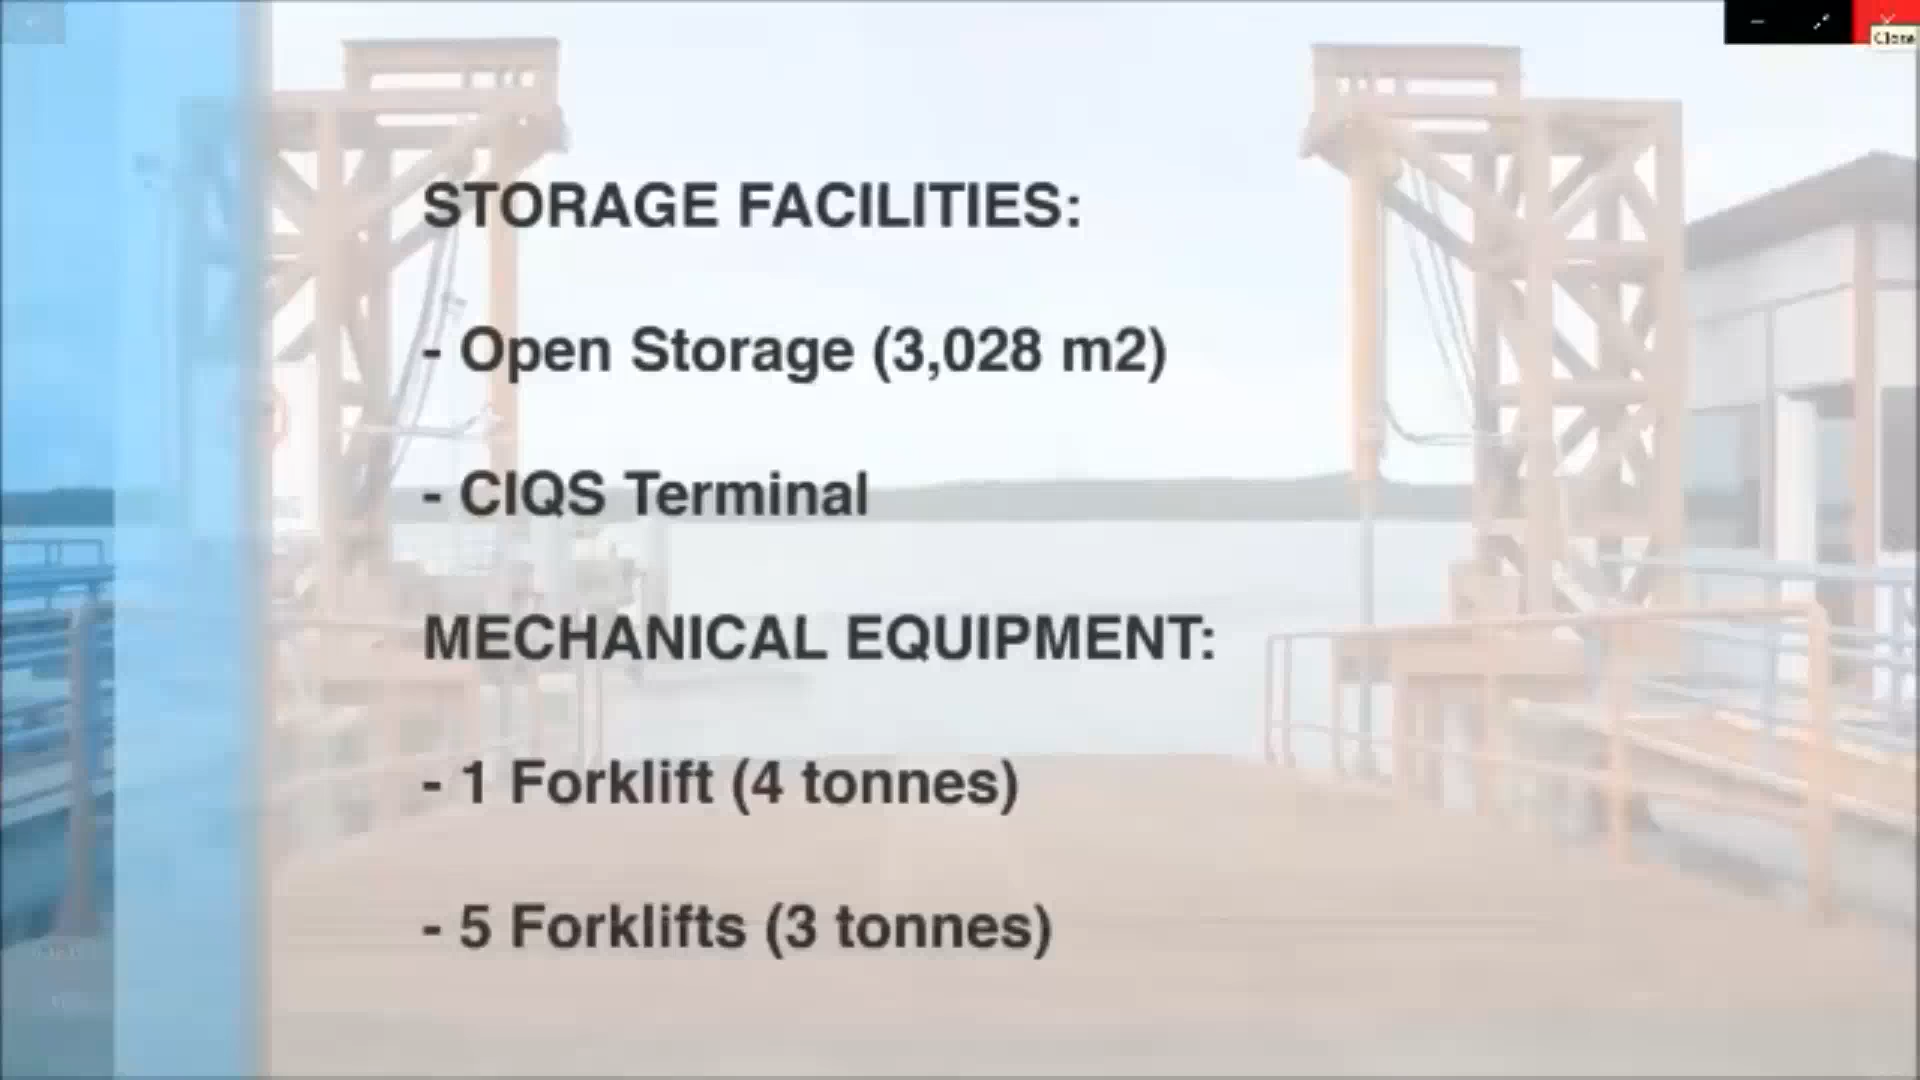 Close
STORAGE FACILITIES:
- Open Storage (3,028 m2)
- CIQS Terminal
MECHANICAL EQUIPMENT:
- 1 Forklift (4 tonnes)
- 5 Forklifts (3 tonnes)